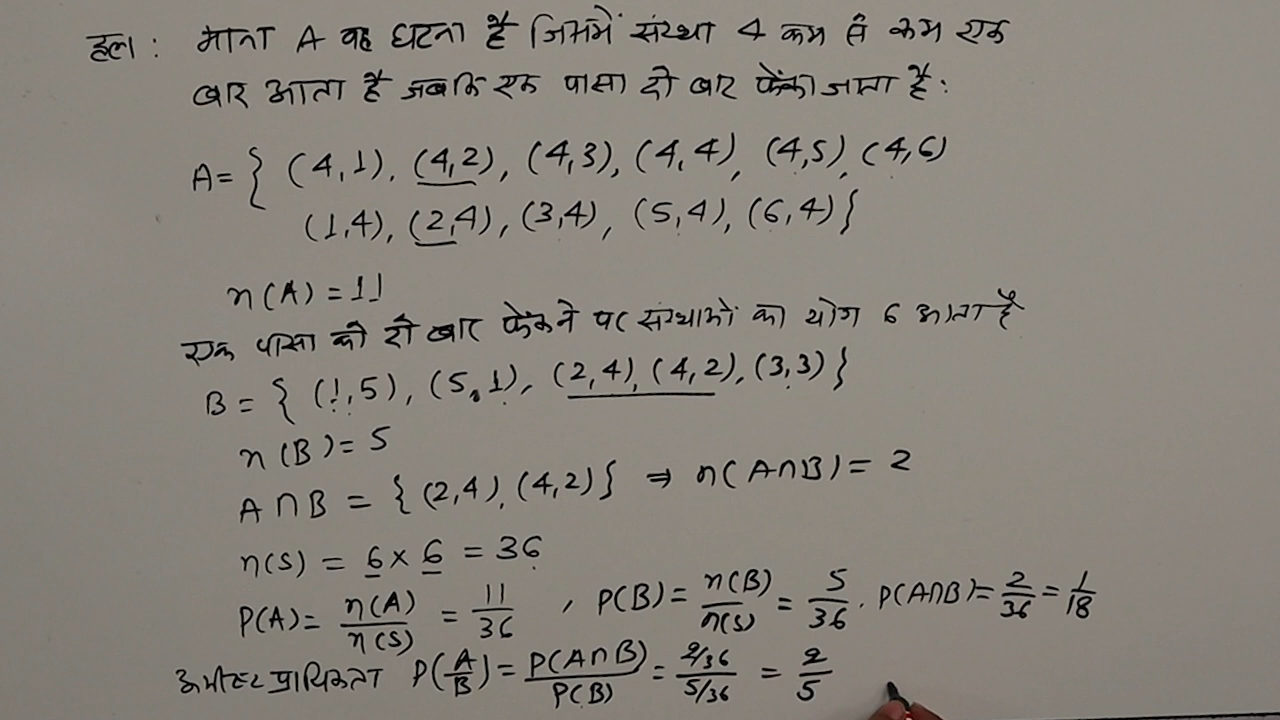 हल : माना A वह घटना है जिसमें संख्या 4 कम से कम एक
बार आता है जबकि एक पासा दो बार फेंका जाता है :
A = { (4,1), (4,2), (4,3), (4,4), (4,5), (4,6)
(1,4), (2,4), (3,4), (5,4), (6,4) }
n(A) = 11
एक पासा को दो बार फेंकने पर संख्याओं का योग 6 आता है
B = { (1,5), (5,1), (2,4), (4,2), (3,3) }
n(B) = 5
A∩B = { (2,4), (4,2) } ⇒ n(A∩B) = 2
n(S) = 6 × 6 = 36
P(A) = n(A)/n(S) = 11/36 , P(B) = n(B)/n(S) = 5/36 . P(A∩B) = 2/36 = 1/18
अभीष्ट प्रायिकता P(A/B) = P(A∩B)/P(B) = (2/36)/(5/36) = 2/5